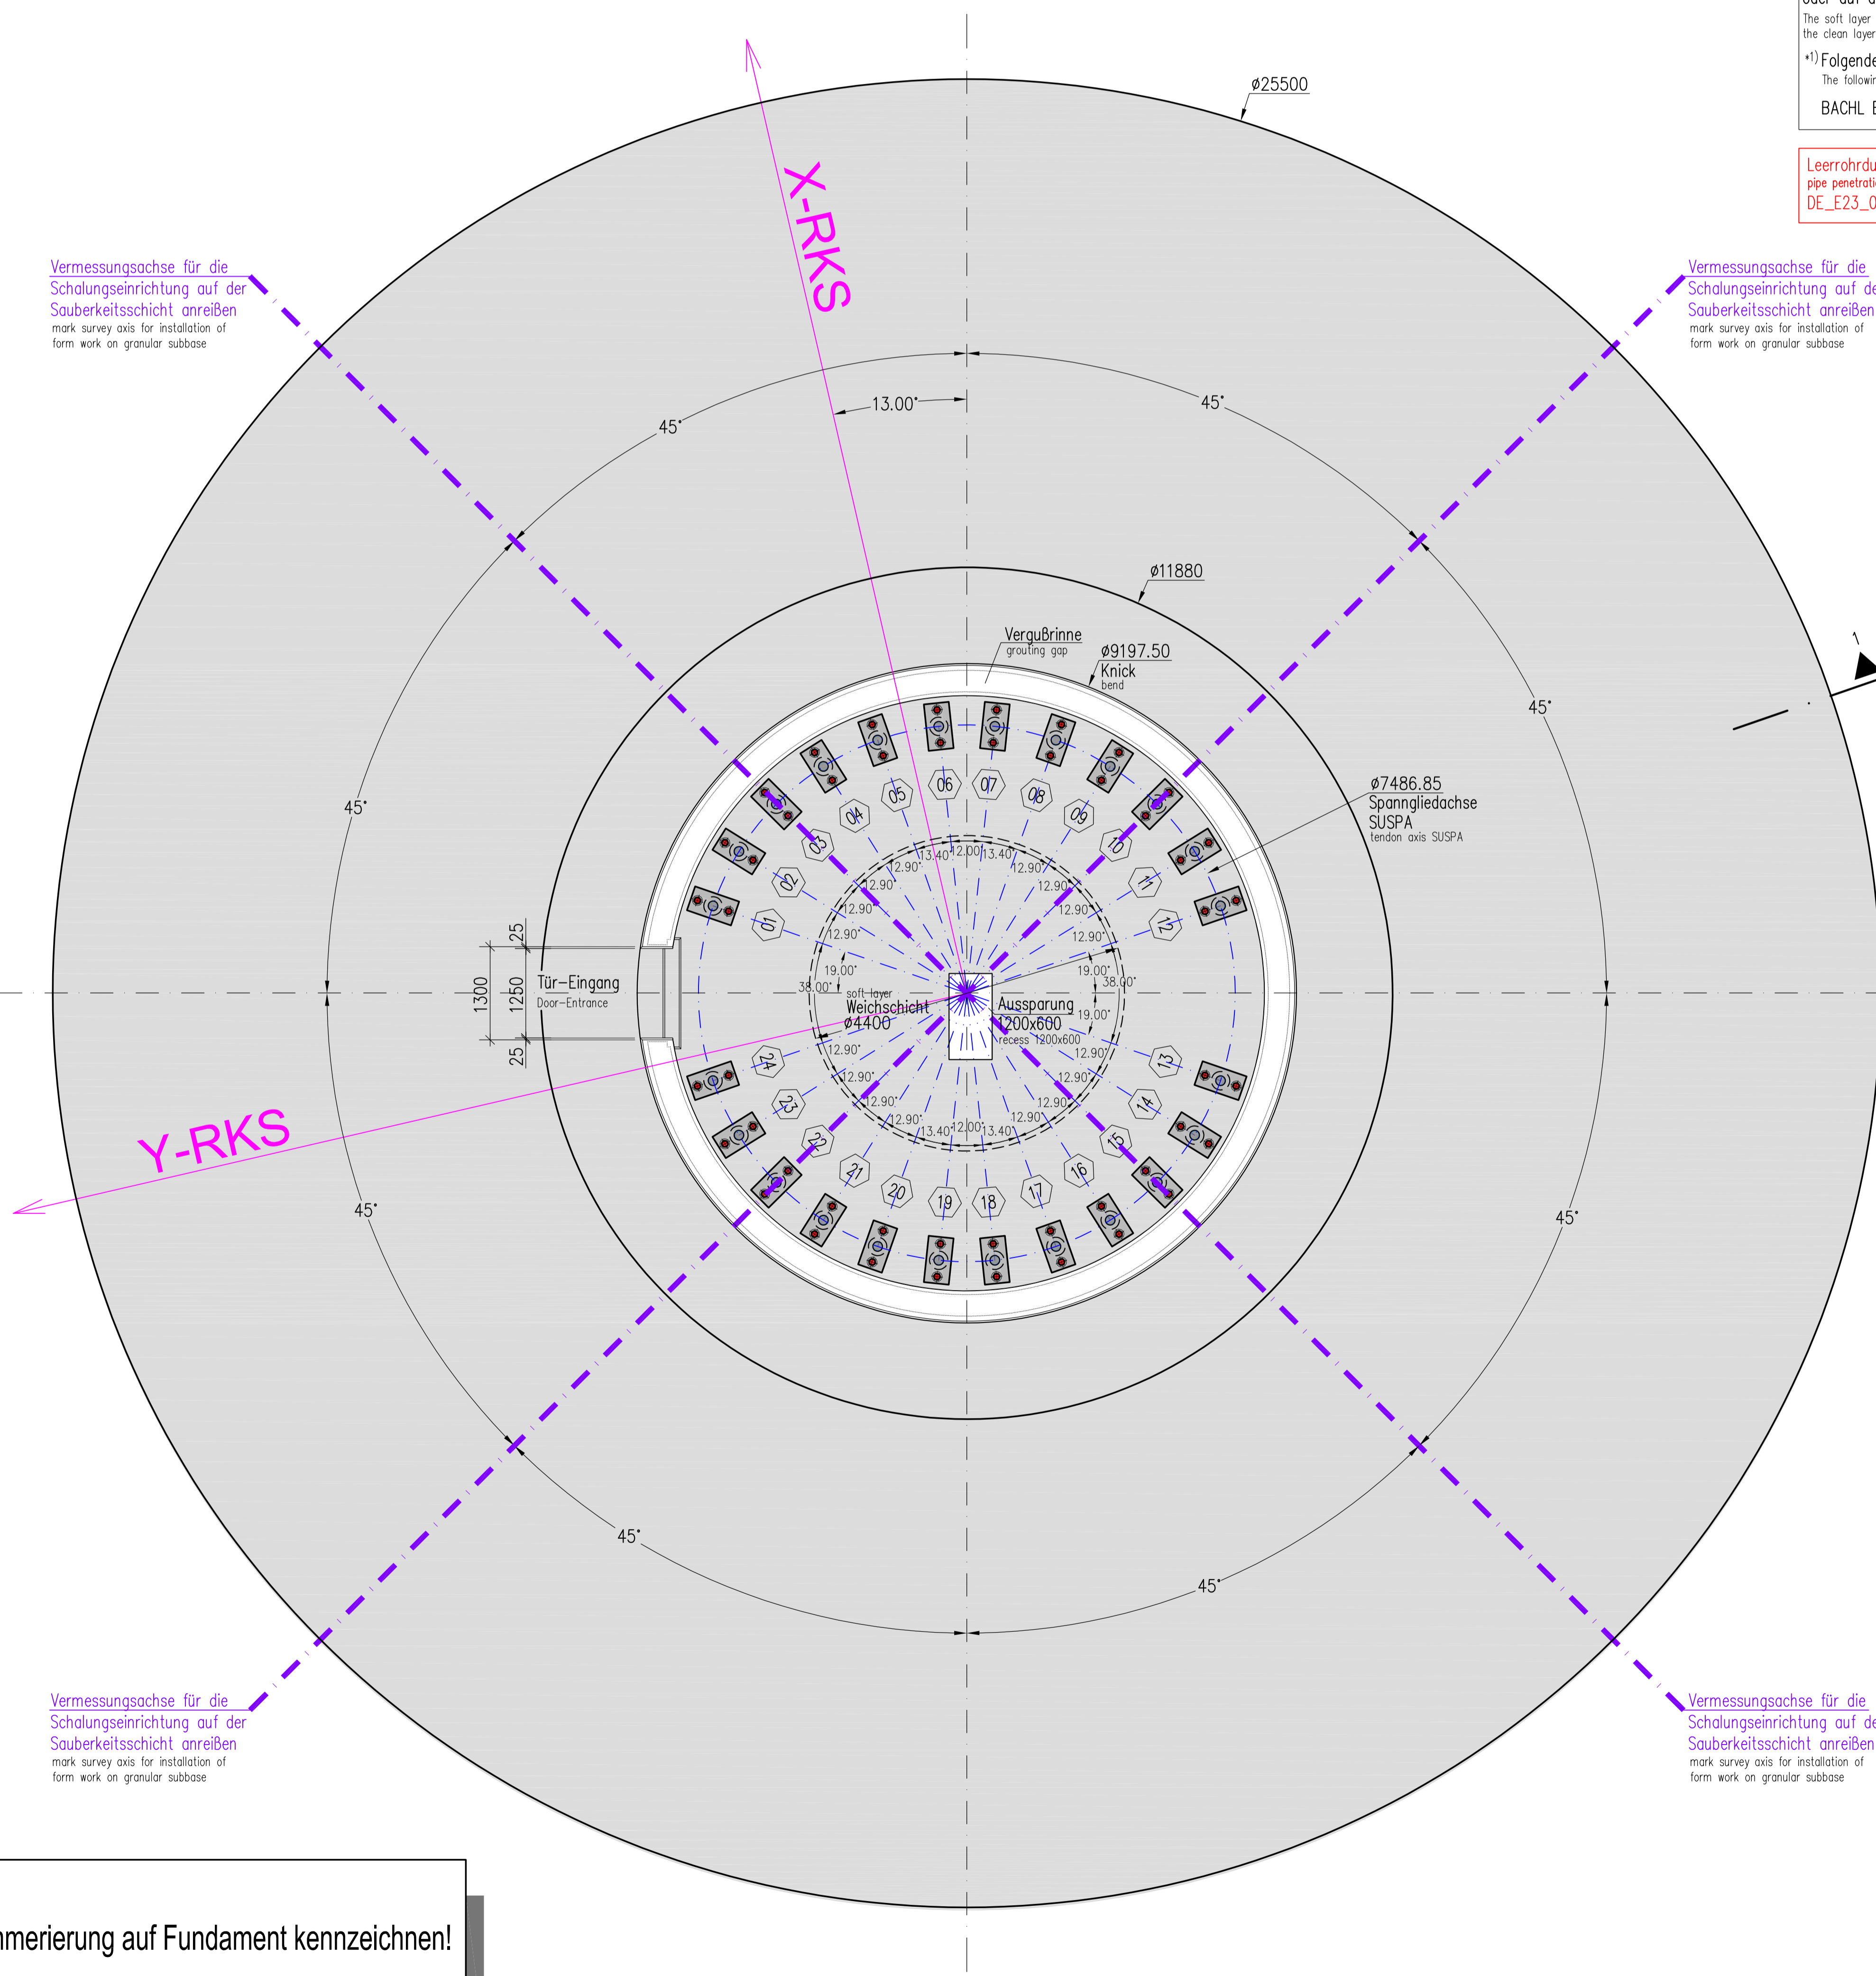 The soft layer
the clean layer
*1) Folgende
The followin
BACHL E
Leerrohrdu
pipe penetrati
DE_E23_0
ø25500
X-RKS
Vermessungsachse für die
Schalungseinrichtung auf der
Sauberkeitsschicht anreißen
mark survey axis for installation of
form work on granular subbase
Vermessungsachse für die
Schalungseinrichtung auf de
Sauberkeitsschicht anreißen
mark survey axis for installation of
form work on granular subbase
13.00°
45°
45°
45°
45°
ø11880
Vergußrinne
grouting gap
ø9197.50
Knick
bend
1
ø7486.85
Spanngliedachse
SUSPA
tendon axis SUSPA
01
02
03
04
05
06
07
08
09
10
11
12
12.90°
12.90°
12.90°
12.90°
13.40°
12.00°
13.40°
12.90°
12.90°
12.90°
12.90°
19.00°
38.00°
19.00°
38.00°
19.00°
25
1300
1250
25
Tür-Eingang
Door-Entrance
soft layer
Weichschicht
ø4400
Aussparung
1200x600
recess 1200x600
12.90°
12.90°
12.90°
12.90°
13.40°
12.00°
13.40°
12.90°
12.90°
12.90°
12.90°
24
23
22
21
20
19
18
17
16
15
14
13
Y-RKS
45°
45°
45°
45°
Vermessungsachse für die
Schalungseinrichtung auf der
Sauberkeitsschicht anreißen
mark survey axis for installation of
form work on granular subbase
Vermessungsachse für die
Schalungseinrichtung auf de
Sauberkeitsschicht anreißen
mark survey axis for installation of
form work on granular subbase
mmerierung auf Fundament kennzeichnen!